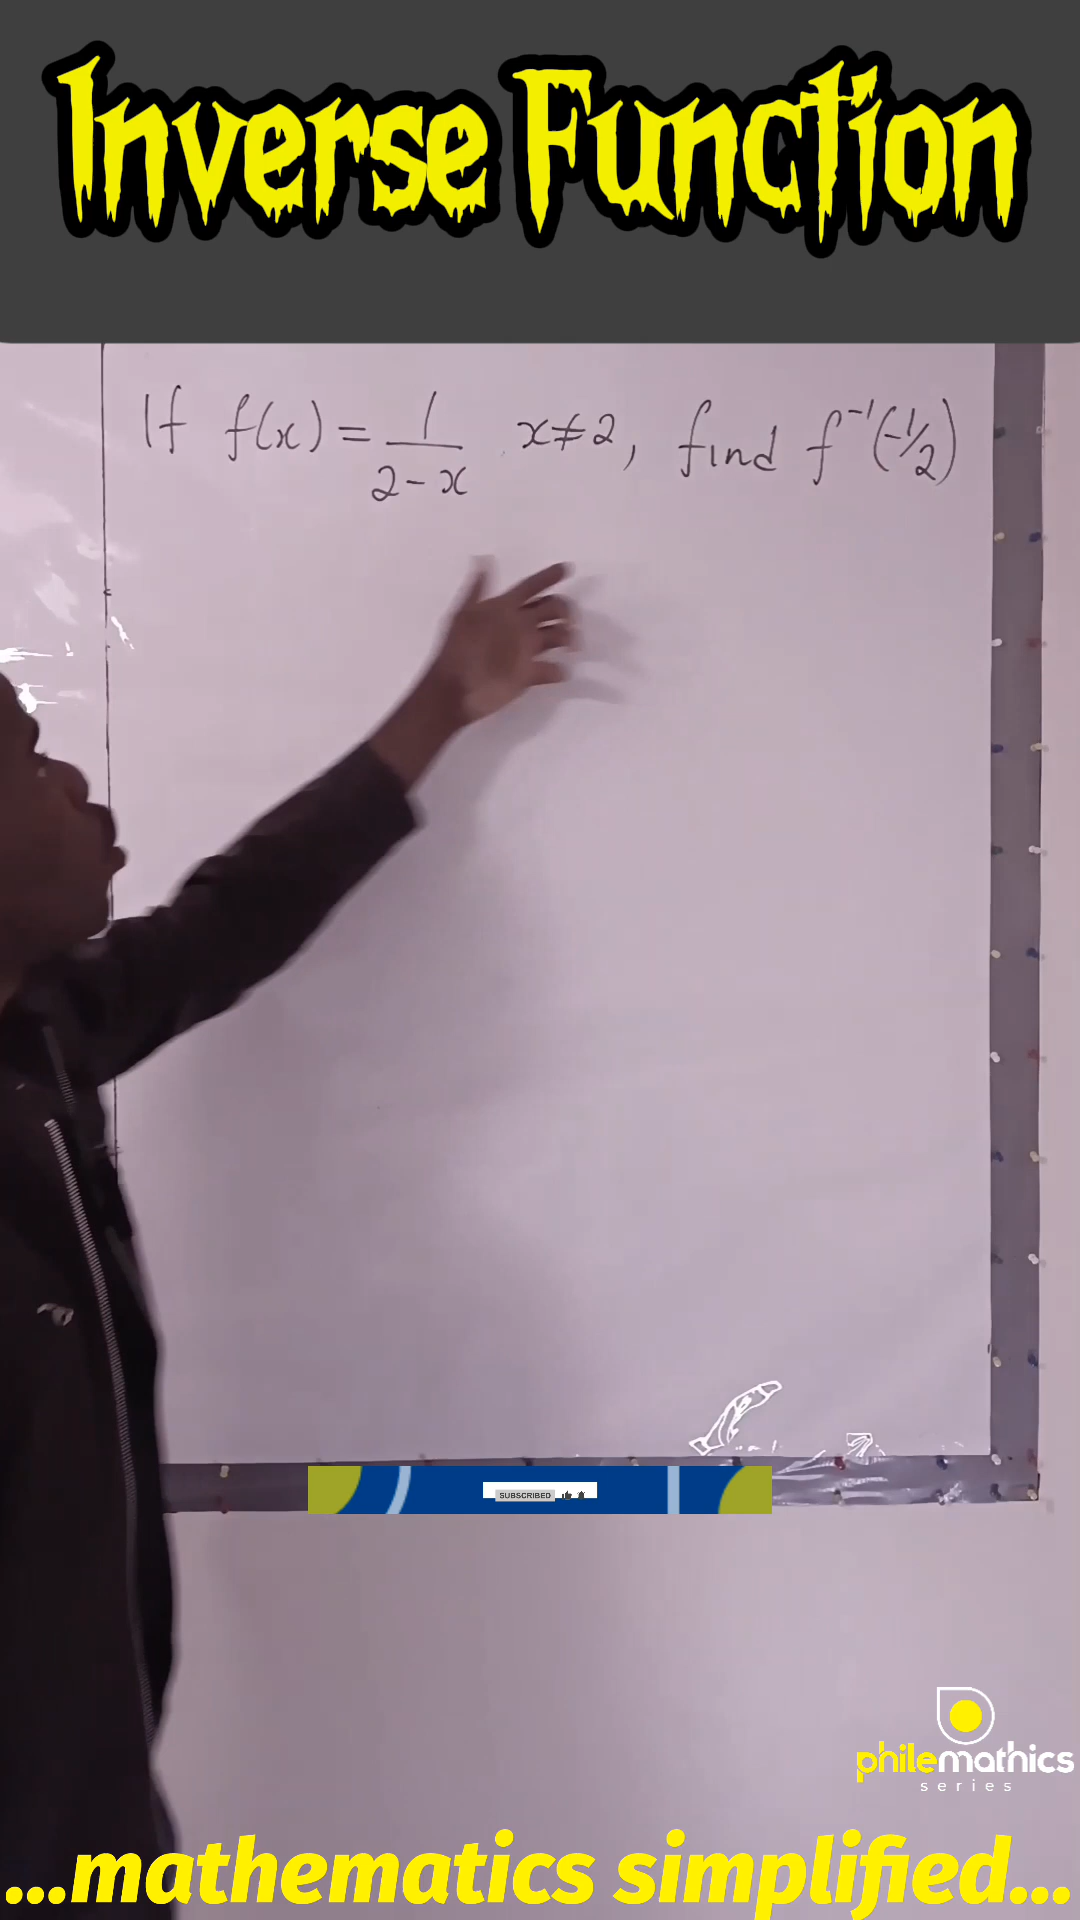 Inverse Function
If f(x) = 1/(2-x) x≠2, find f⁻¹(-1/2)
SUBSCRIBED
philemathics
series
...mathematics simplified...